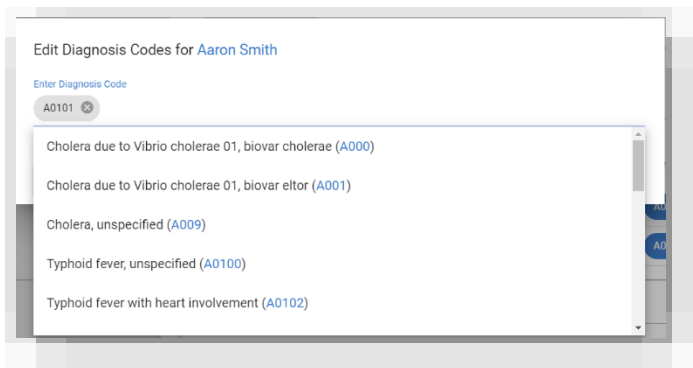 Edit Diagnosis Codes for Aaron Smith
Enter Diagnosis Code
A0101
Cholera due to Vibrio cholerae 01, biovar cholerae (A000)
Cholera due to Vibrio cholerae 01, biovar eltor (A001)
Cholera, unspecified (A009)
Typhoid fever, unspecified (A0100)
Typhoid fever with heart involvement (A0102)